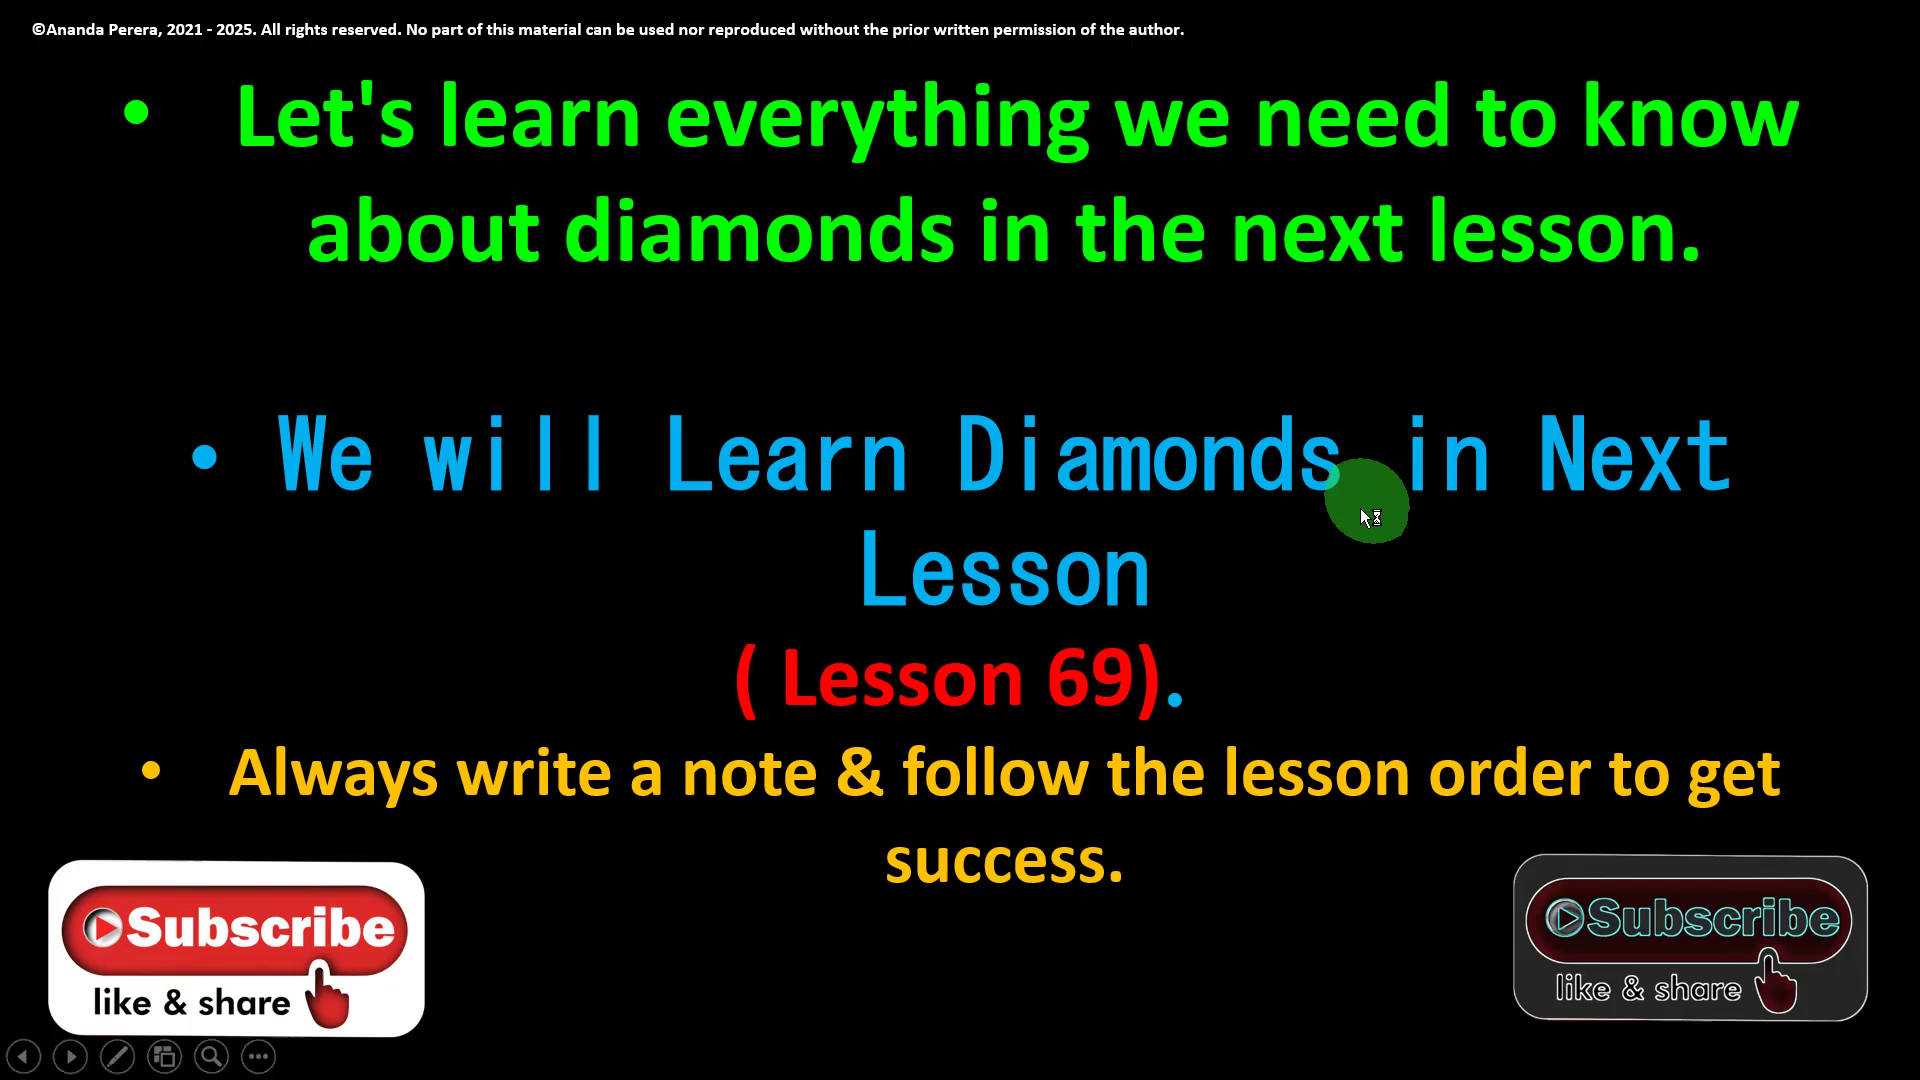 ©Ananda Perera, 2021 - 2025. All rights reserved. No part of this material can be used nor reproduced without the prior written permission of the author.
• Let's learn everything we need to know
about diamonds in the next lesson.
• We will Learn Diamonds in Next
Lesson
( Lesson 69).
• Always write a note & follow the lesson order to get
success.
Subscribe
like & share
Subscribe
like & share